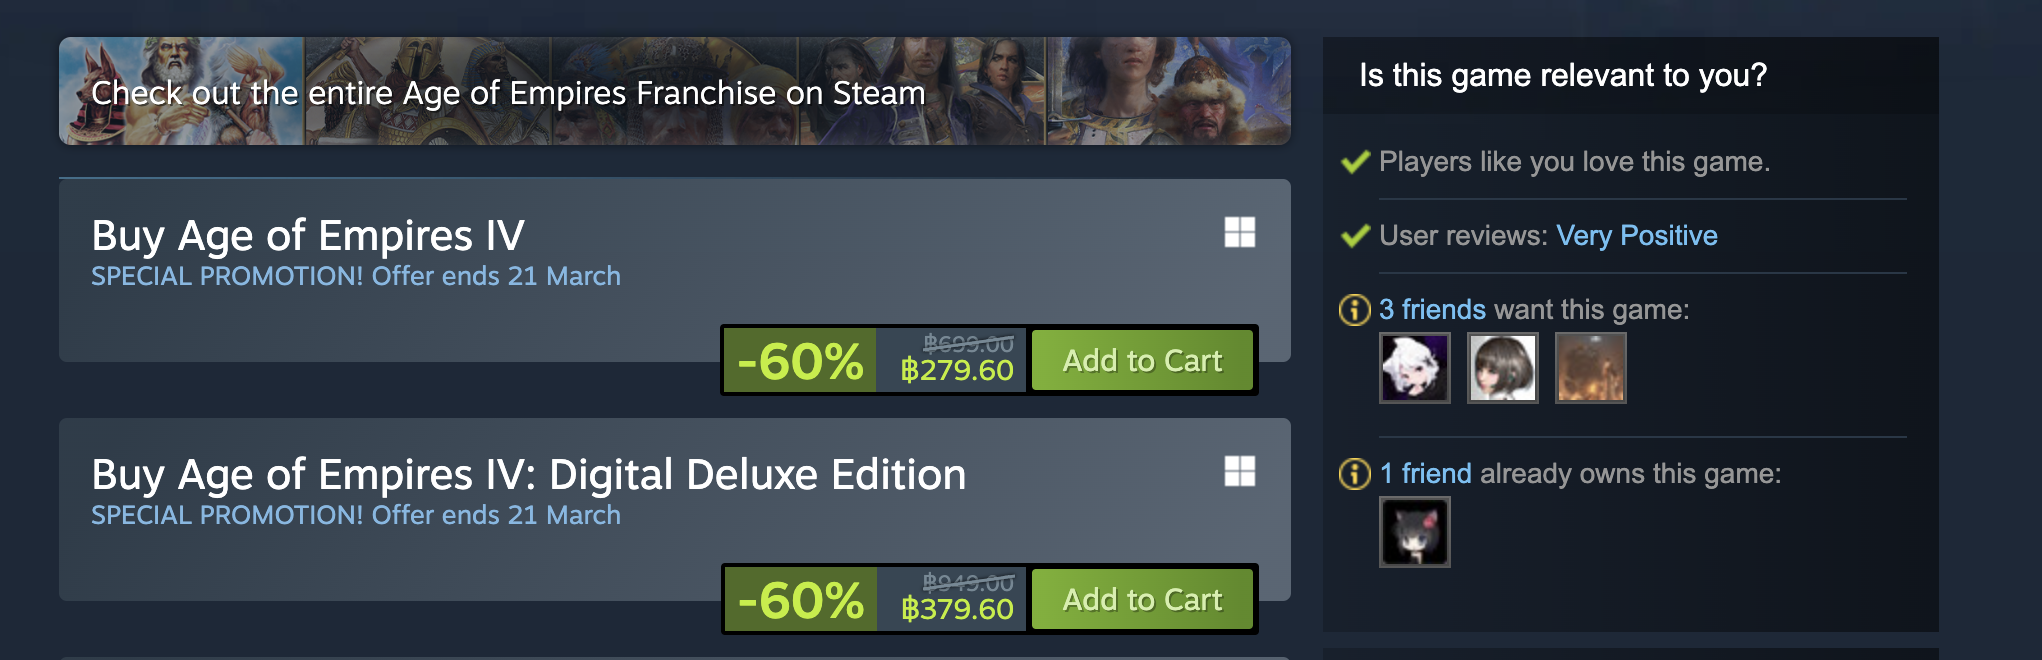 Check out the entire Age of Empires Franchise on Steam
Buy Age of Empires IV
SPECIAL PROMOTION! Offer ends 21 March
-60%
฿699.00
฿279.60
Add to Cart
Buy Age of Empires IV: Digital Deluxe Edition
SPECIAL PROMOTION! Offer ends 21 March
-60%
฿949.00
฿379.60
Add to Cart
Is this game relevant to you?
Players like you love this game.
User reviews: Very Positive
3 friends want this game:
1 friend already owns this game: